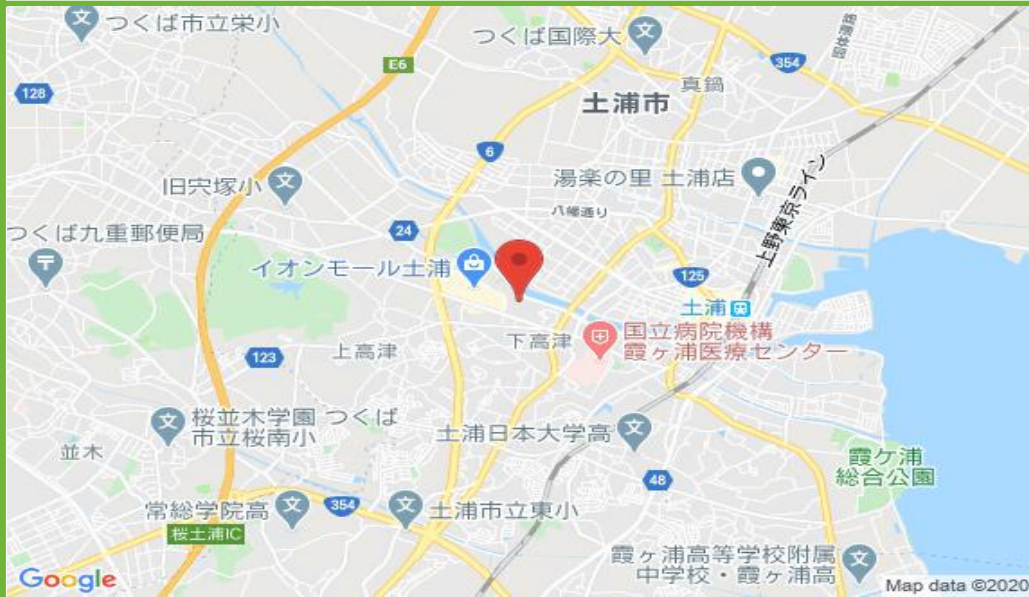 つくば市立栄小
つくば国際大
国体道路
E6
354
128
真鍋
土浦市
6
旧宍塚小
湯楽の里 土浦店
上野東京ライン
八幡通り
24
つくば九重郵便局
イオンモール土浦
125
土浦
国立病院機構
霞ヶ浦医療センター
下高津
上高津
123
桜並木学園 つくば
市立桜南小
土浦日本大学高
並木
霞ケ浦
総合公園
48
常総学院高
354
土浦市立東小
桜土浦IC
霞ヶ浦高等学校附属
中学校・霞ヶ浦高
Google
Map data ©2020